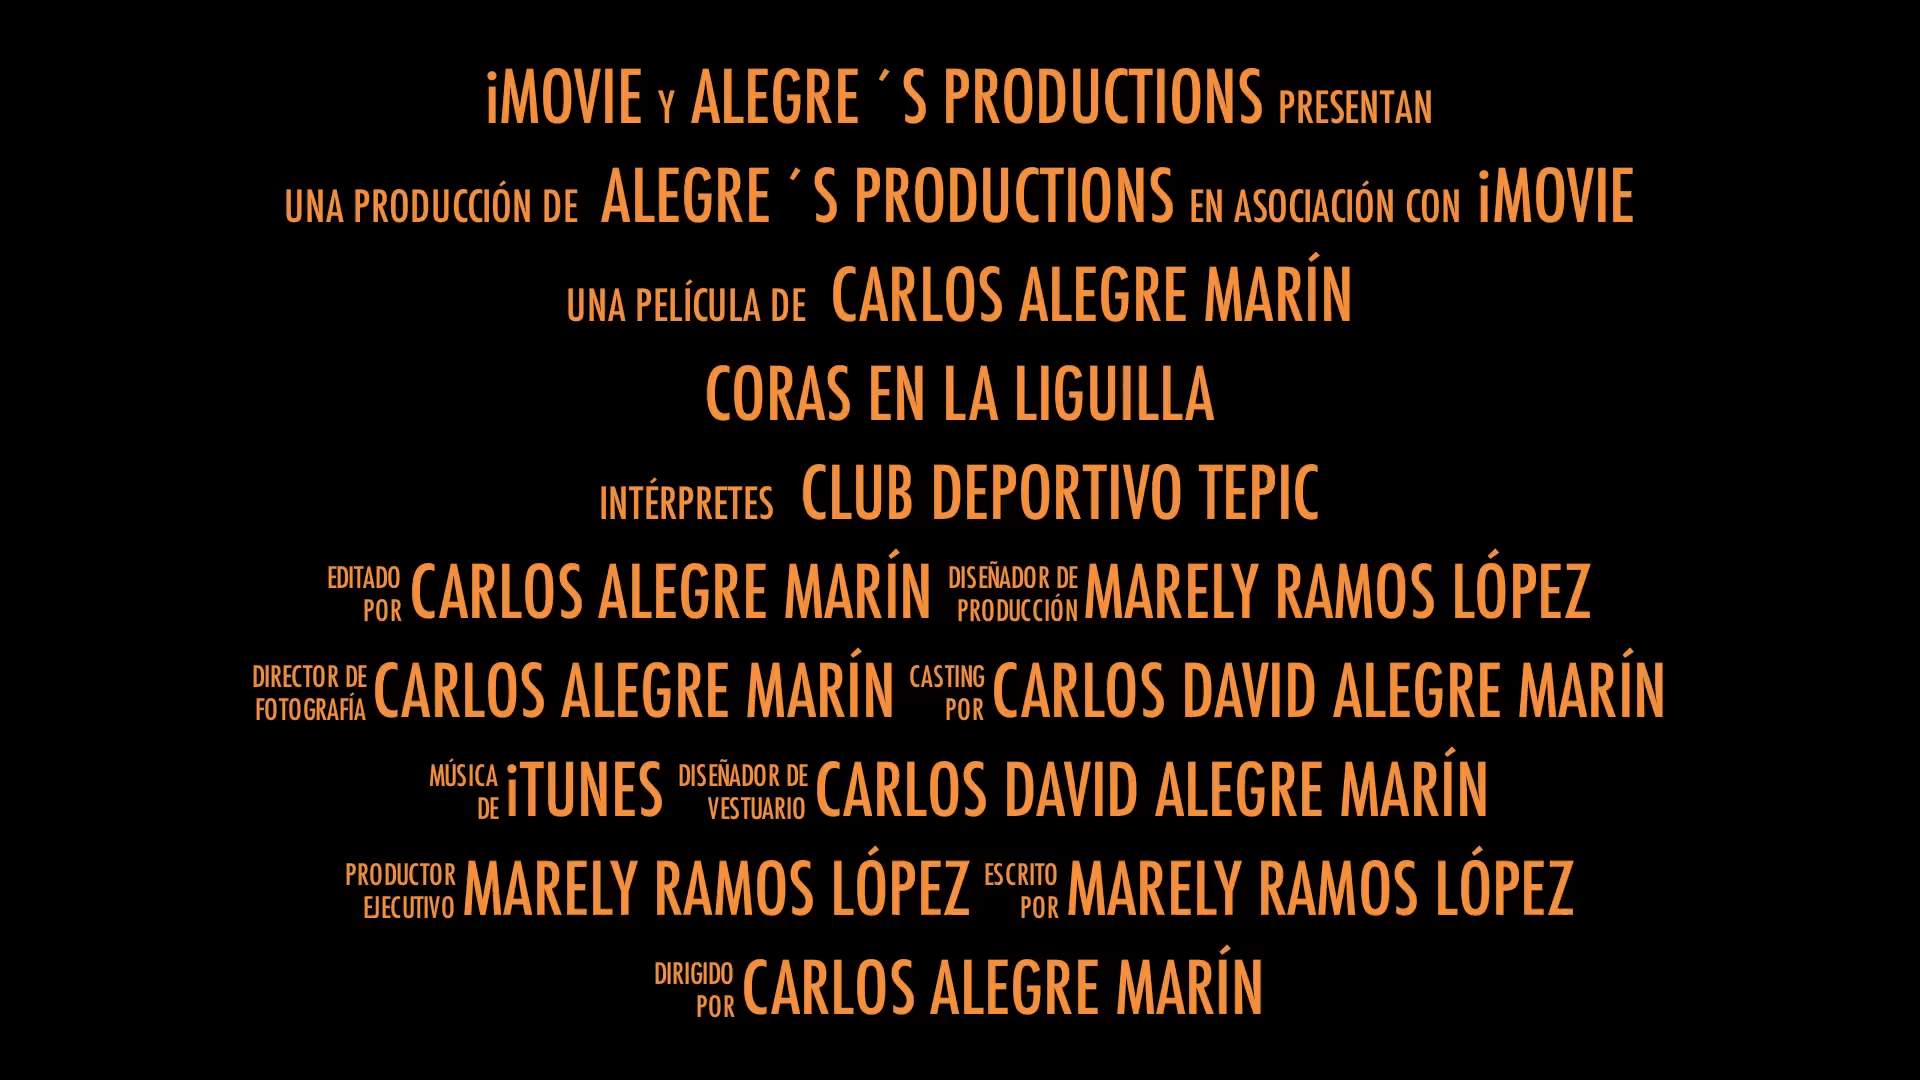 iMOVIE Y ALEGRE ´S PRODUCTIONS PRESENTAN
UNA PRODUCCIÓN DE ALEGRE ´S PRODUCTIONS EN ASOCIACIÓN CON iMOVIE
UNA PELÍCULA DE CARLOS ALEGRE MARÍN
CORAS EN LA LIGUILLA
INTÉRPRETES CLUB DEPORTIVO TEPIC
EDITADO POR CARLOS ALEGRE MARÍN DISEÑADOR DE PRODUCCIÓN MARELY RAMOS LÓPEZ
DIRECTOR DE FOTOGRAFÍA CARLOS ALEGRE MARÍN CASTING POR CARLOS DAVID ALEGRE MARÍN
MÚSICA DE iTUNES DISEÑADOR DE VESTUARIO CARLOS DAVID ALEGRE MARÍN
PRODUCTOR EJECUTIVO MARELY RAMOS LÓPEZ ESCRITO POR MARELY RAMOS LÓPEZ
DIRIGIDO POR CARLOS ALEGRE MARÍN